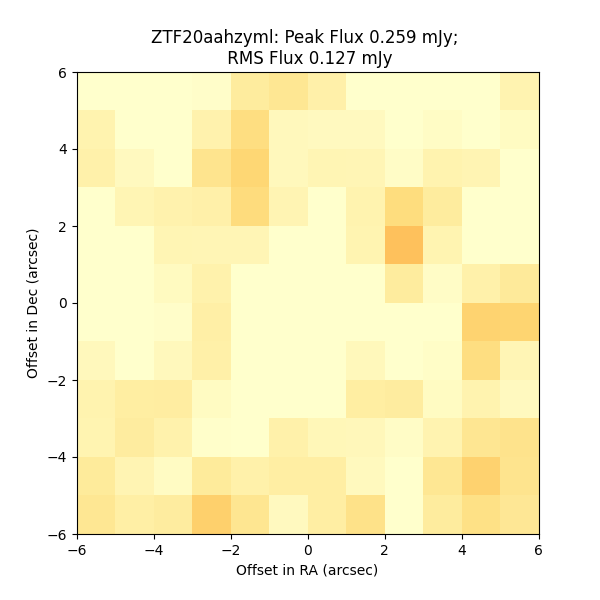 ZTF20aahzyml: Peak Flux 0.259 mJy;
RMS Flux 0.127 mJy
6
4
2
0
−2
−4
−6
Offset in Dec (arcsec)
−6 −4 −2 0 2 4 6
Offset in RA (arcsec)